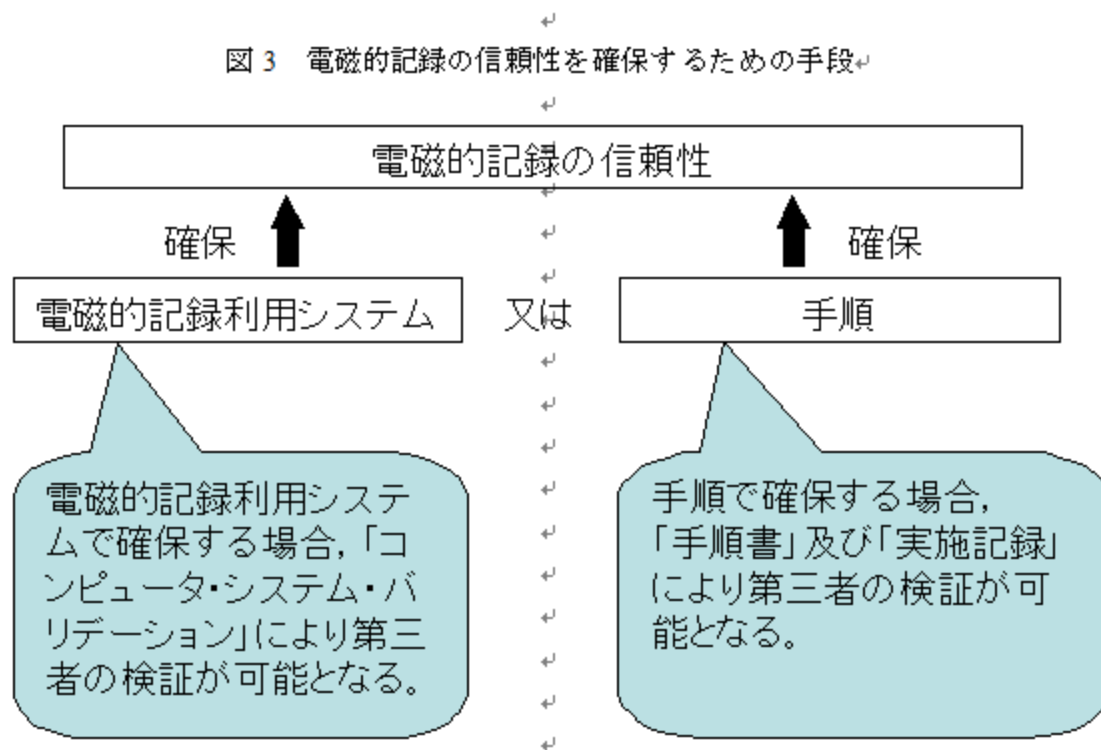 図3 電磁的記録の信頼性を確保するための手段
電磁的記録の信頼性
確保
確保
電磁的記録利用システム
又は
手順
電磁的記録利用システ
ムで確保する場合，「コ
ンピュータ・システム・バ
リデーション」により第三
者の検証が可能となる。
手順で確保する場合，
「手順書」及び「実施記録」
により第三者の検証が可
能となる。